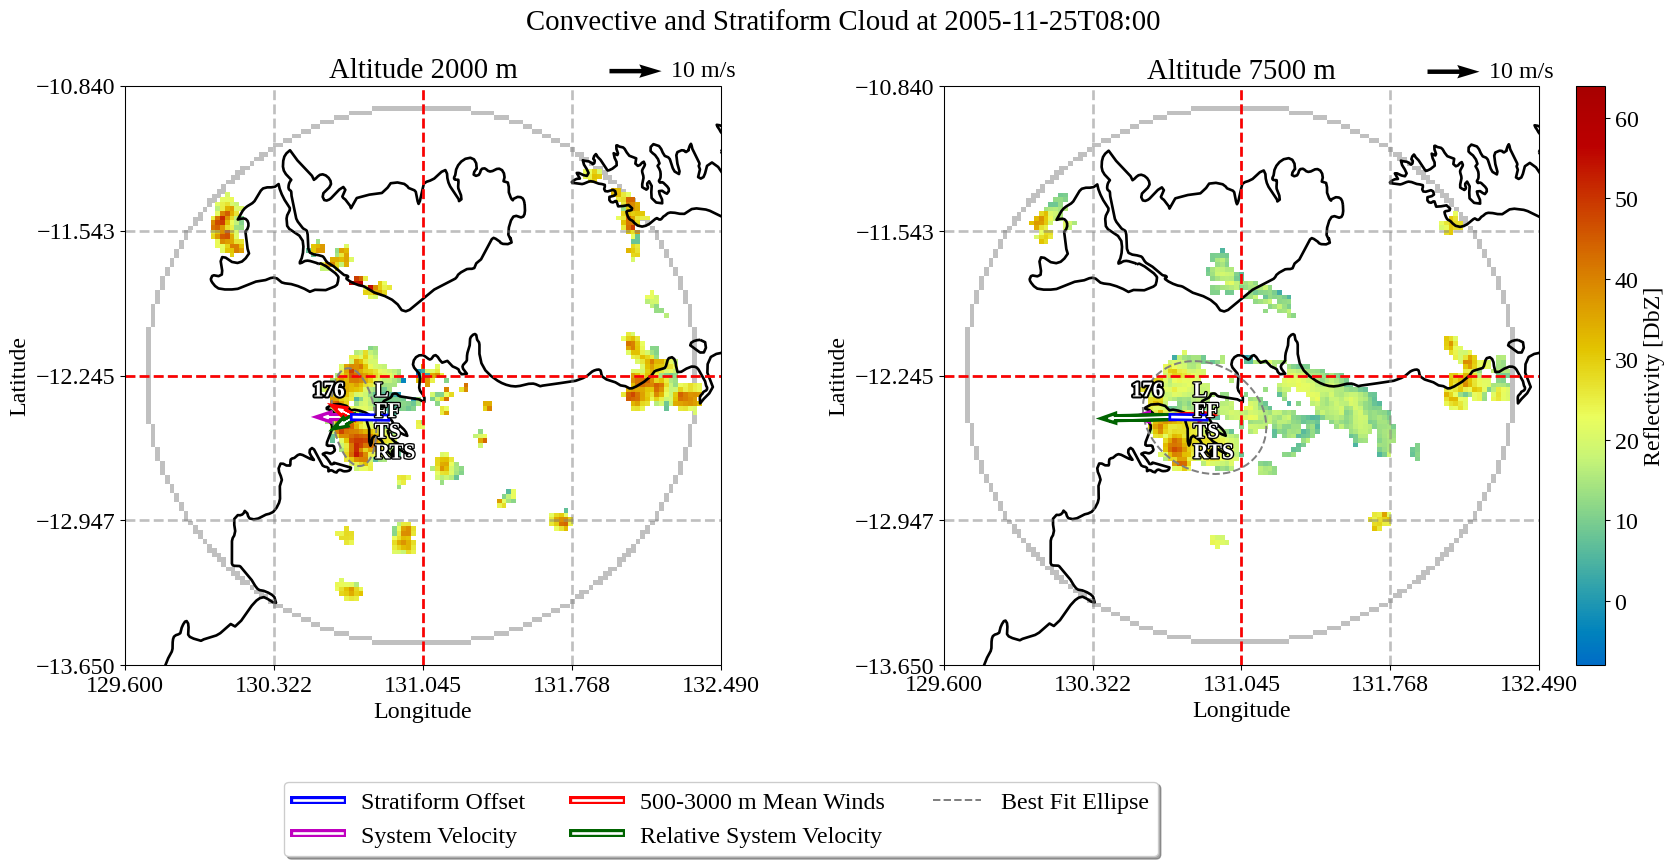 Convective and Stratiform Cloud at 2005-11-25T08:00
Altitude 2000 m
10 m/s
−10.840
−11.543
−12.245
−12.947
−13.650
129.600
130.322
131.045
131.768
132.490
Latitude
Longitude
176
L
FF
TS
RTS
Altitude 7500 m
10 m/s
−10.840
−11.543
−12.245
−12.947
−13.650
129.600
130.322
131.045
131.768
132.490
Latitude
Longitude
176
L
FF
TS
RTS
60
50
40
30
20
10
0
Reflectivity [DbZ]
Stratiform Offset
System Velocity
500-3000 m Mean Winds
Relative System Velocity
Best Fit Ellipse